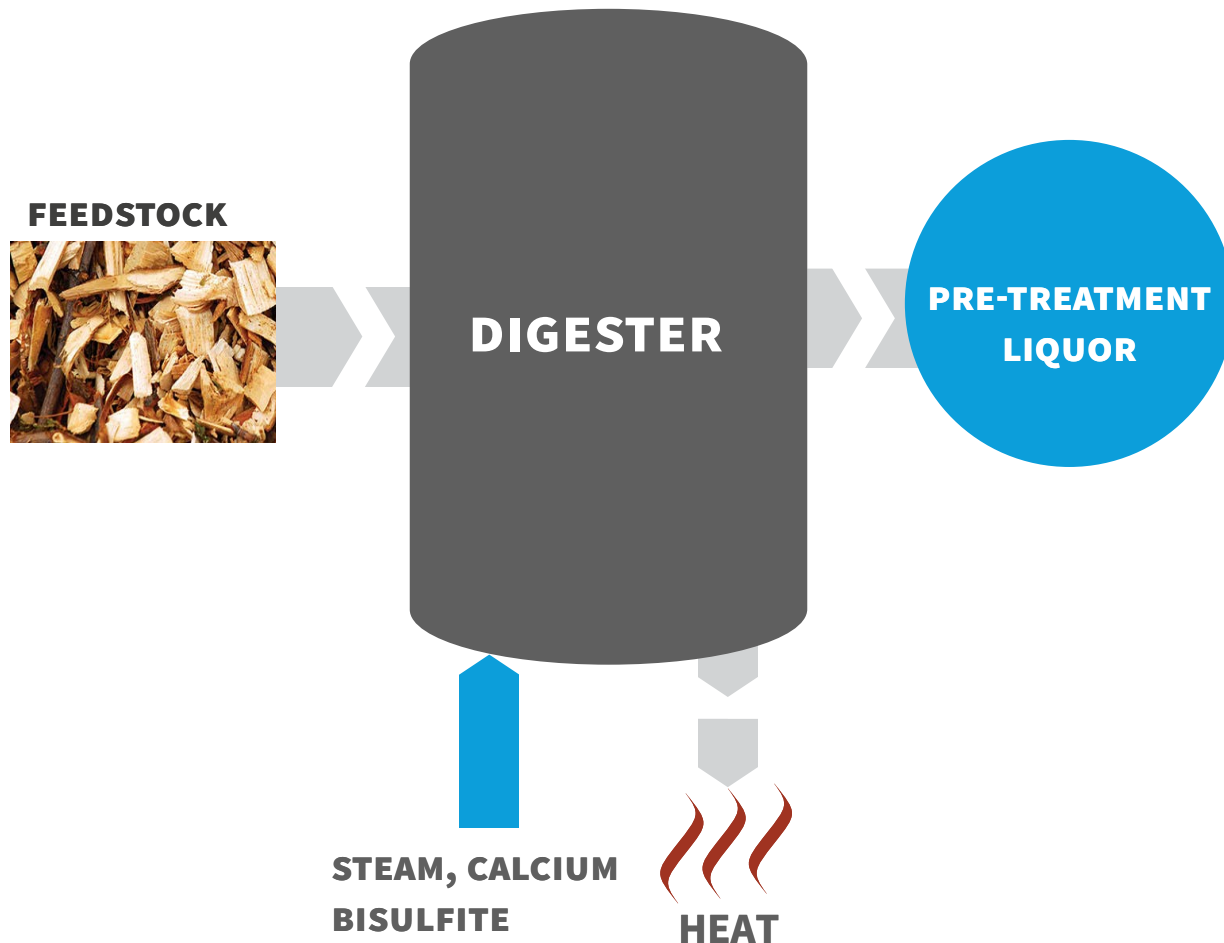 FEEDSTOCK
DIGESTER
PRE-TREATMENT
LIQUOR
STEAM, CALCIUM
BISULFITE
HEAT